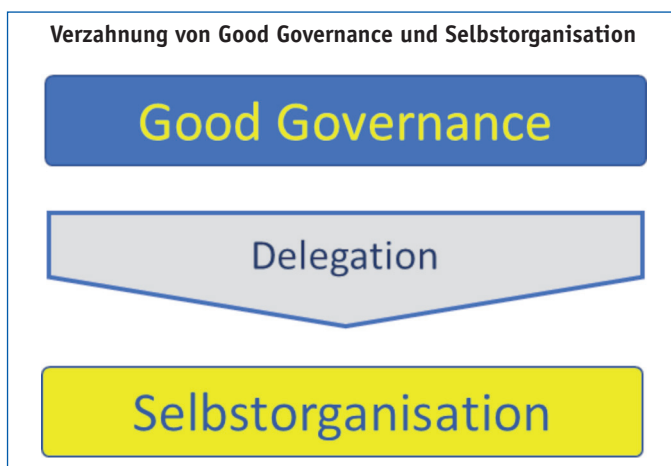 Verzahnung von Good Governance und Selbstorganisation
Good Governance
Delegation
Selbstorganisation